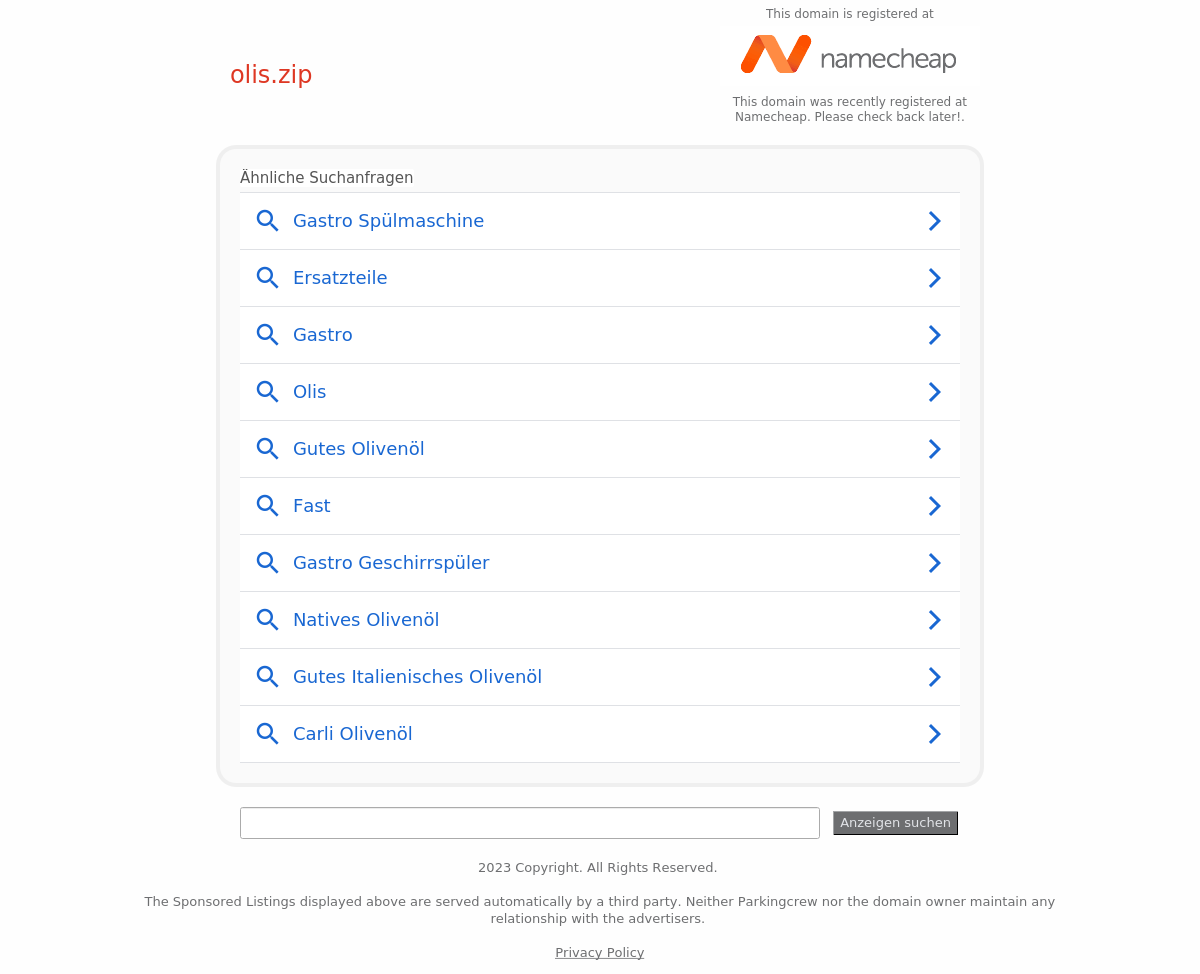 This domain is registered at
namecheap
olis.zip
This domain was recently registered at
Namecheap. Please check back later!.
Ähnliche Suchanfragen
Gastro Spülmaschine
Ersatzteile
Gastro
Olis
Gutes Olivenöl
Fast
Gastro Geschirrspüler
Natives Olivenöl
Gutes Italienisches Olivenöl
Carli Olivenöl
Anzeigen suchen
2023 Copyright. All Rights Reserved.
The Sponsored Listings displayed above are served automatically by a third party. Neither Parkingcrew nor the domain owner maintain any
relationship with the advertisers.
Privacy Policy